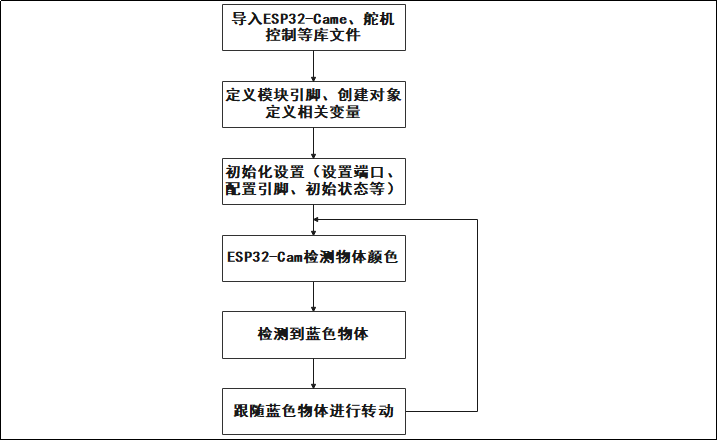 导入ESP32-Came、舵机
控制等库文件
定义模块引脚、创建对象
定义相关变量
初始化设置（设置端口、
配置引脚、初始状态等）
ESP32-Cam检测物体颜色
检测到蓝色物体
跟随蓝色物体进行转动